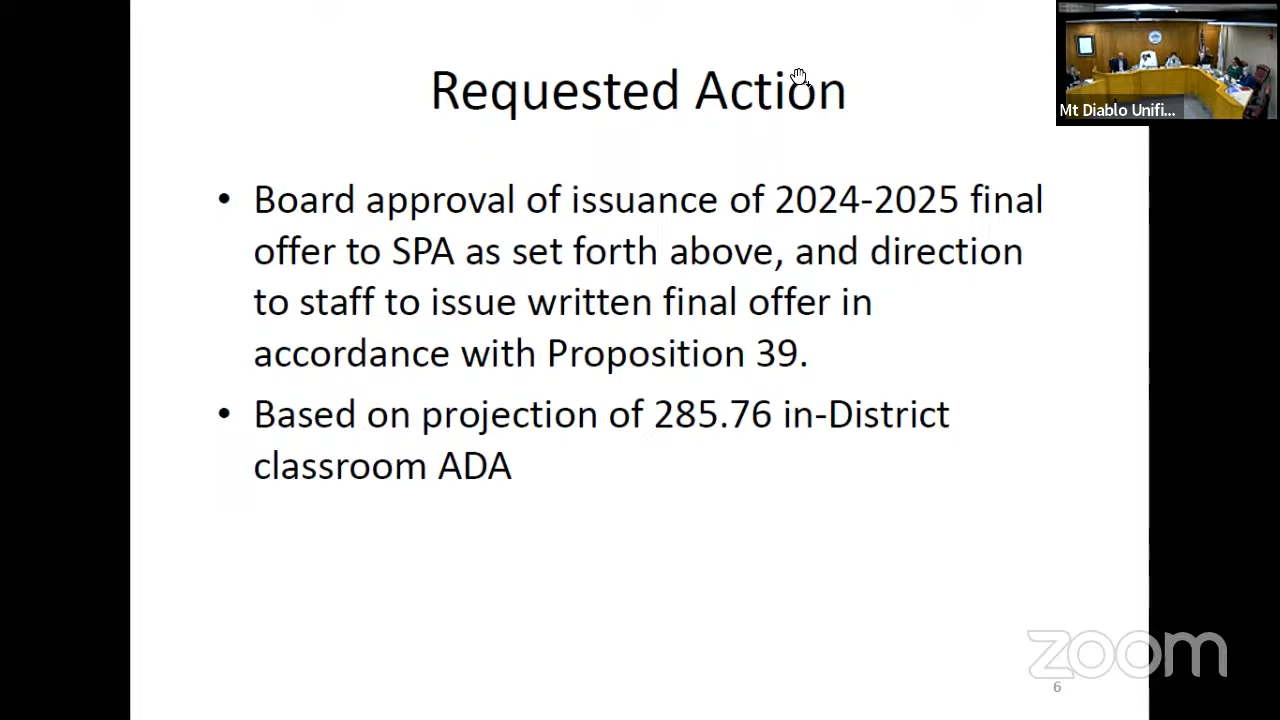 Requested Action
Mt Diablo Unifi...
• Board approval of issuance of 2024-2025 final
offer to SPA as set forth above, and direction
to staff to issue written final offer in
accordance with Proposition 39.
• Based on projection of 285.76 in-District
classroom ADA
zoom
6